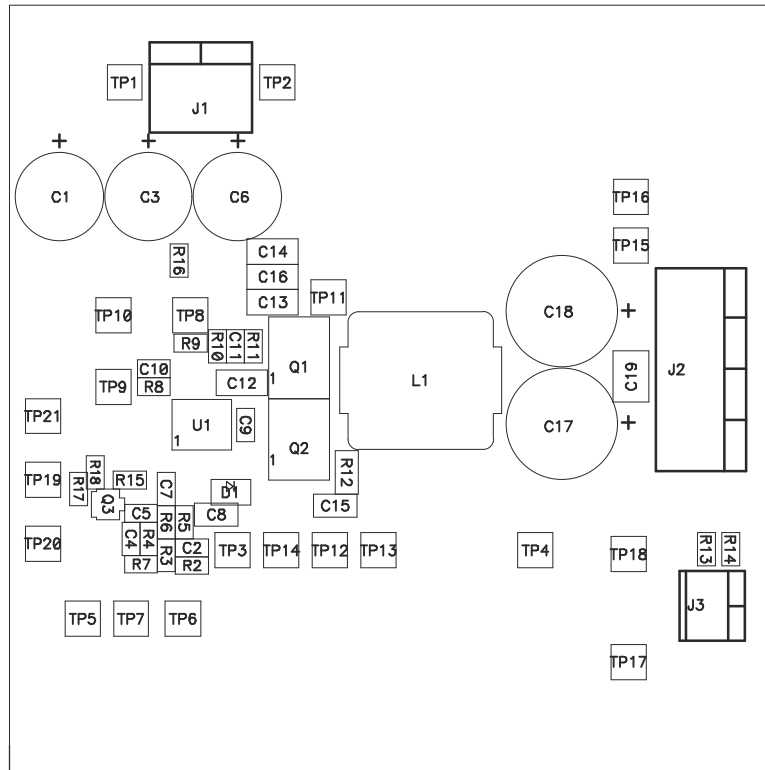 TP1
TP2
J1
+
+
+
C1
C3
C6
TP16
TP15
R16
C14
C16
C13
TP11
TP10
TP8
C18
+
R9
R10
C11
R11
C10
R8
TP9
C12
Q1
1
L1
C19
J2
TP21
U1
1
C9
Q2
1
C17
+
TP19
R18
R17
R15
Q3
C7
D1
R12
C15
C8
C5
R6
R5
TP20
C4
R4
R3
C2
R7
R2
TP3
TP14
TP12
TP13
TP4
TP18
R13
R14
TP5
TP7
TP6
J3
TP17